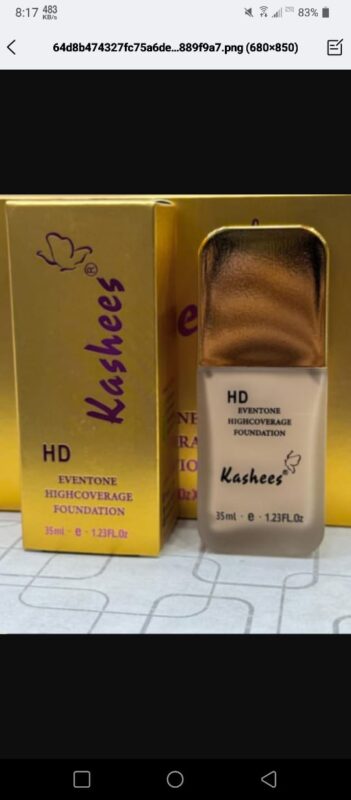 8:17 483 KB/s 83%
64d8b474327fc75a6de...889f9a7.png (680×850)
Kashees®
HD
EVENTONE
HIGHCOVERAGE
FOUNDATION
35ml · e · 1.23FL.Oz
HD
EVENTONE
HIGHCOVERAGE
FOUNDATION
Kashees®
35ml · e · 1.23FL.Oz